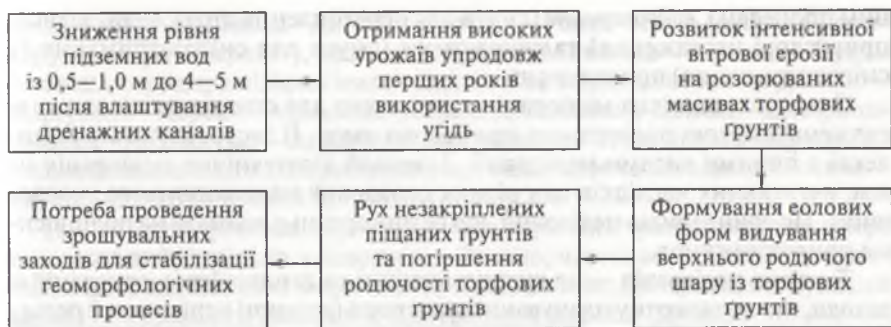 Зниження рівня
підземних вод
із 0,5—1,0 м до 4—5 м
після влаштування
дренажних каналів
Отримання високих
урожаїв упродовж
перших років
використання
угідь
Розвиток інтенсивної
вітрової ерозії
на розораних
масивах торфових
ґрунтів
Потреба проведення
зрошувальних
заходів для стабілізації
геоморфологічних
процесів
Рух незакріплених
піщаних ґрунтів
та погіршення
родючості торфових
ґрунтів
Формування еолових
форм видування
верхнього родючого
шару із торфових
ґрунтів